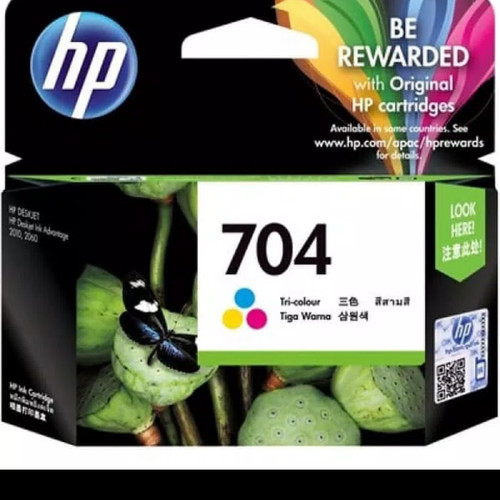 hp
BE
REWARDED
with Original
HP cartridges
Available in some countries. See
www.hp.com/apac/hprewards
for details.
HP DESKJET
HP Deskjet Ink Advantage
2010, 2060
LOOK
HERE!
注意此处!
704
Tri-colour 三色 สีสามสี
Tiga Warna 삼원색
hp
HP Ink Cartridge